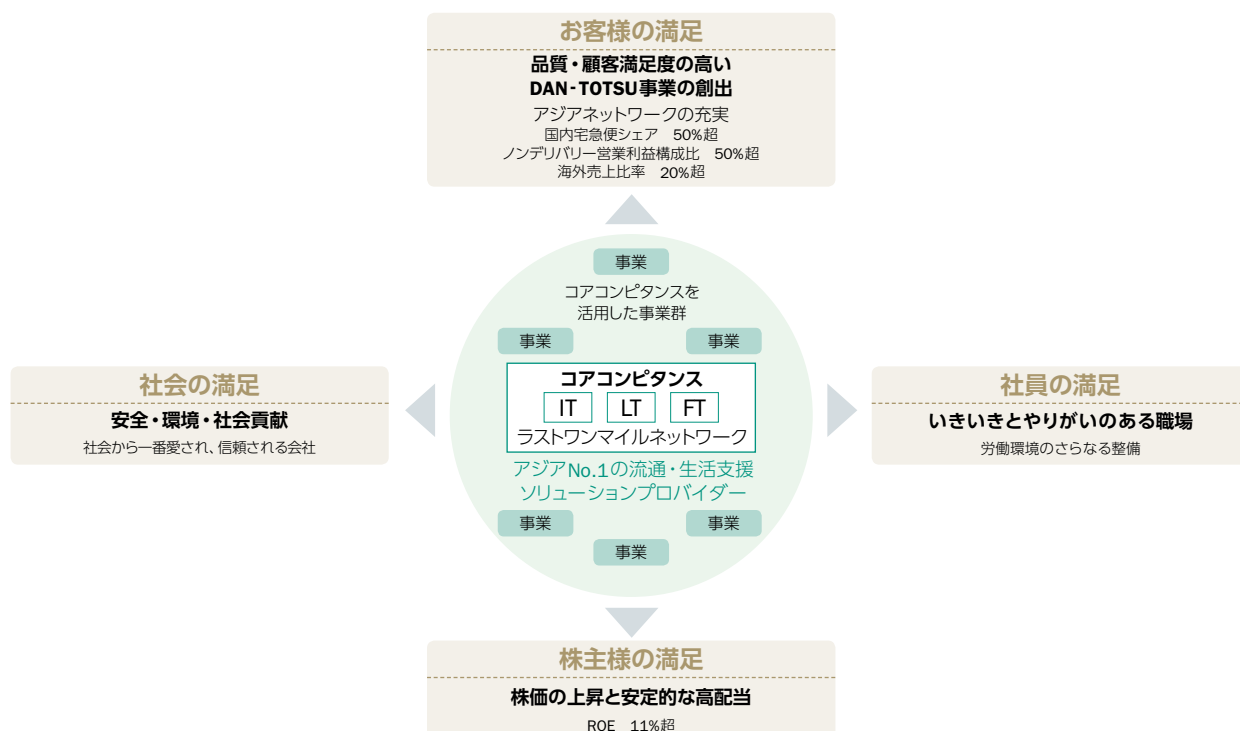 お客様の満足
品質・顧客満足度の高い
DAN-TOTSU事業の創出
アジアネットワークの充実
国内宅急便シェア 50%超
ノンデリバリー営業利益構成比 50%超
海外売上比率 20%超
事業
コアコンピタンスを
活用した事業群
事業 事業
コアコンピタンス
IT LT FT
ラストワンマイルネットワーク
アジアNo.1の流通・生活支援
ソリューションプロバイダー
事業 事業
事業
社会の満足
安全・環境・社会貢献
社会から一番愛され、信頼される会社
社員の満足
いきいきとやりがいのある職場
労働環境のさらなる整備
株主様の満足
株価の上昇と安定的な高配当
ROE 11%超